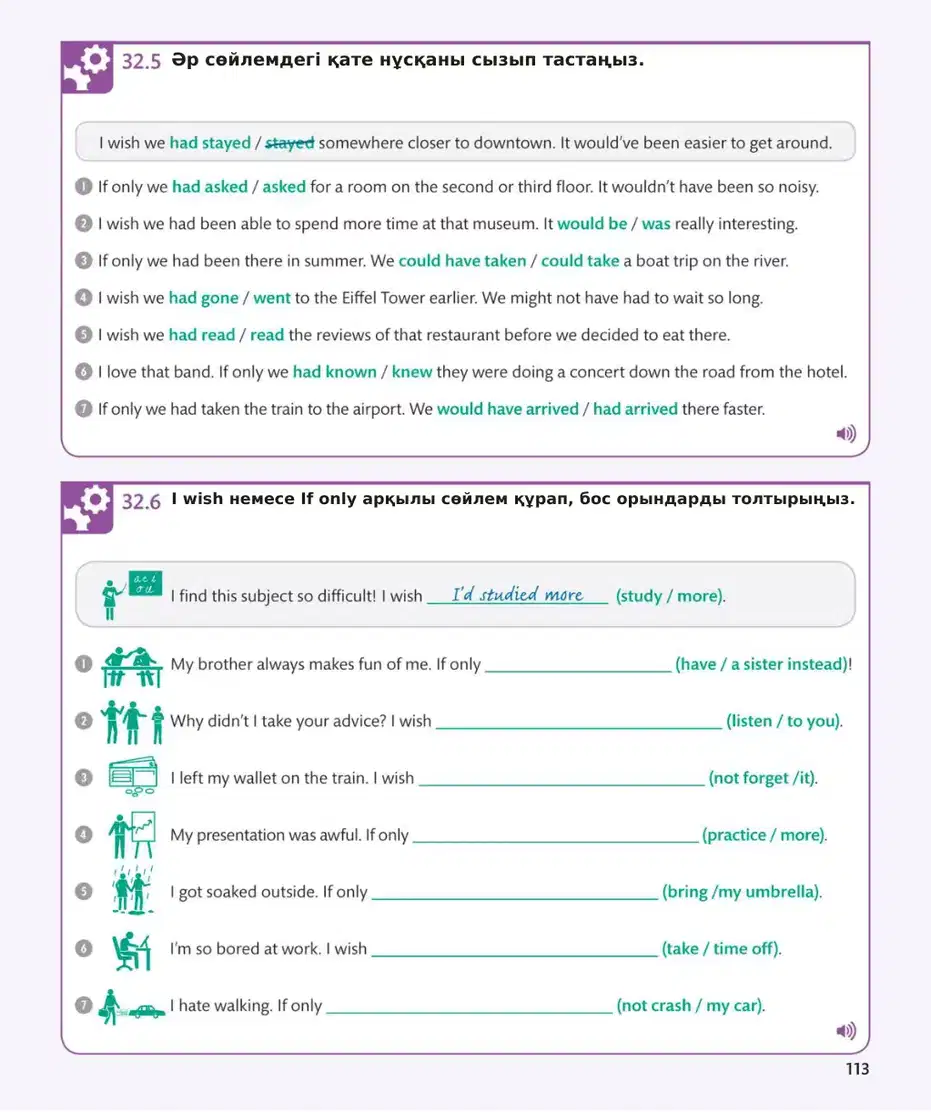 32.5 Әр сөйлемдегі қате нұсқаны сызып тастаңыз.
I wish we had stayed / stayed somewhere closer to downtown. It would've been easier to get around.
1 If only we had asked / asked for a room on the second or third floor. It wouldn't have been so noisy.
2 I wish we had been able to spend more time at that museum. It would be / was really interesting.
3 If only we had been there in summer. We could have taken / could take a boat trip on the river.
4 I wish we had gone / went to the Eiffel Tower earlier. We might not have had to wait so long.
5 I wish we had read / read the reviews of that restaurant before we decided to eat there.
6 I love that band. If only we had known / knew they were doing a concert down the road from the hotel.
7 If only we had taken the train to the airport. We would have arrived / had arrived there faster.
32.6 I wish немесе If only арқылы сөйлем құрап, бос орындарды толтырыңыз.
I find this subject so difficult! I wish I'd studied more (study / more).
1 My brother always makes fun of me. If only ____ (have / a sister instead)!
2 Why didn't I take your advice? I wish ____ (listen / to you).
3 I left my wallet on the train. I wish ____ (not forget /it).
4 My presentation was awful. If only ____ (practice / more).
5 I got soaked outside. If only ____ (bring /my umbrella).
6 I'm so bored at work. I wish ____ (take / time off).
7 I hate walking. If only ____ (not crash / my car).
113